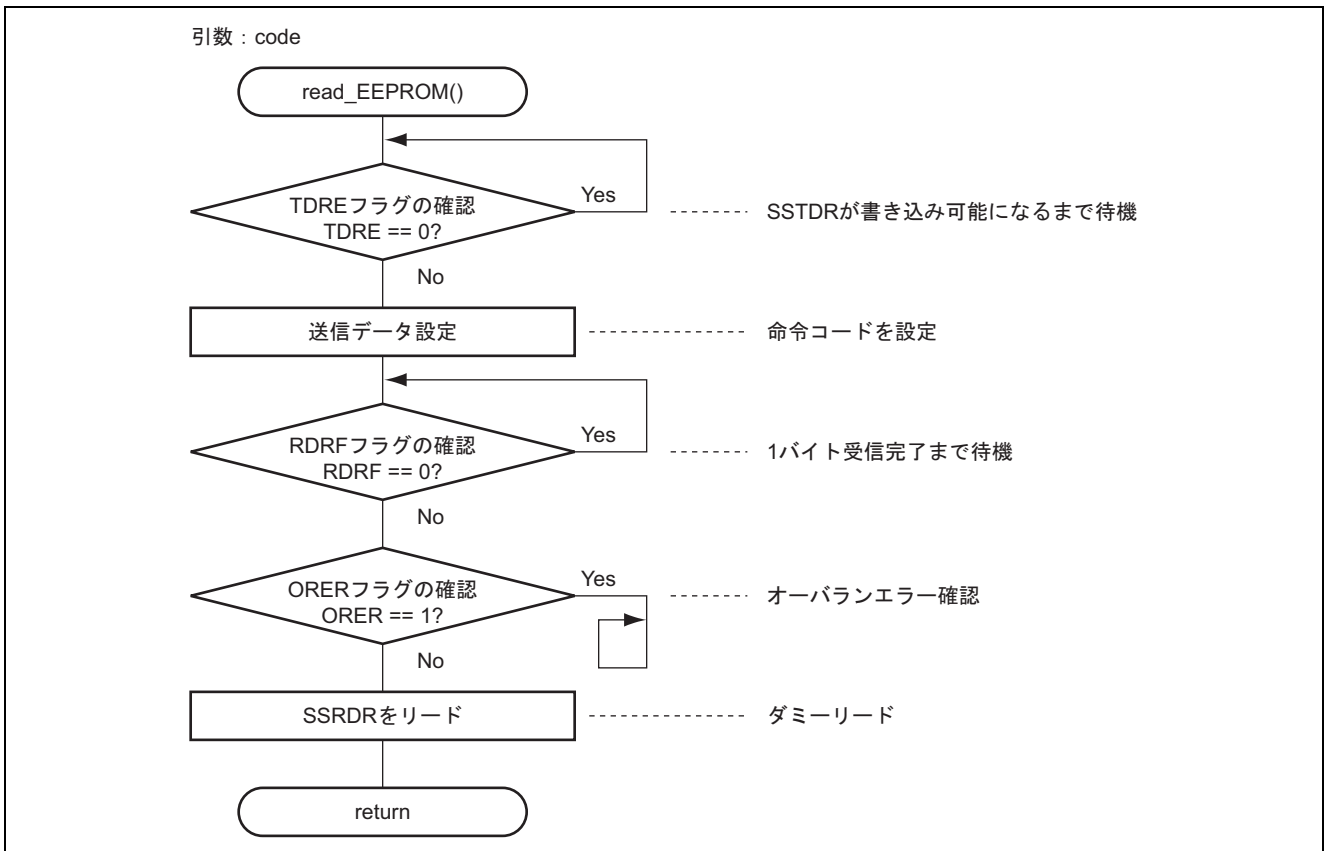 引数：code
read_EEPROM()
TDREフラグの確認
TDRE == 0?
Yes
SSTDRが書き込み可能になるまで待機
No
送信データ設定
命令コードを設定
RDRFフラグの確認
RDRF == 0?
Yes
1バイト受信完了まで待機
No
ORERフラグの確認
ORER == 1?
Yes
オーバランエラー確認
No
SSRDRをリード
ダミーリード
return